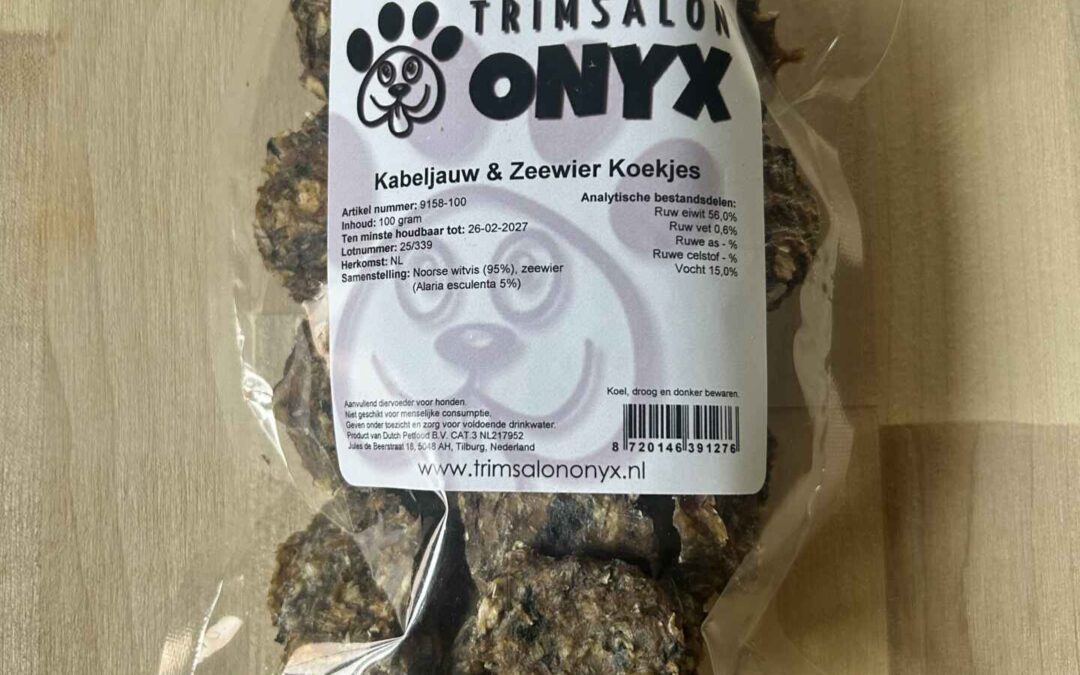 TRIMSALON
ONYX
Kabeljauw & Zeewier Koekjes
Artikel nummer: 9158-100
Inhoud: 100 gram
Ten minste houdbaar tot: 26-02-2027
Lotnummer: 25/339
Herkomst: NL
Samenstelling: Noorse witvis (95%), zeewier
(Alaria esculenta 5%)
Analytische bestandsdelen:
Ruw eiwit 56,0%
Ruw vet 0,6%
Ruwe as - %
Ruwe celstof - %
Vocht 15,0%
Koel, droog en donker bewaren.
Aanvullend diervoeder voor honden.
Niet geschikt voor menselijke consumptie.
Geven onder toezicht en zorg voor voldoende drinkwater.
Product van Dutch Petfood B.V. CAT.3 NL217952
Jules de Beerstraat 18, 5048 AH, Tilburg, Nederland
8 720146 391276
www.trimsalononyx.nl